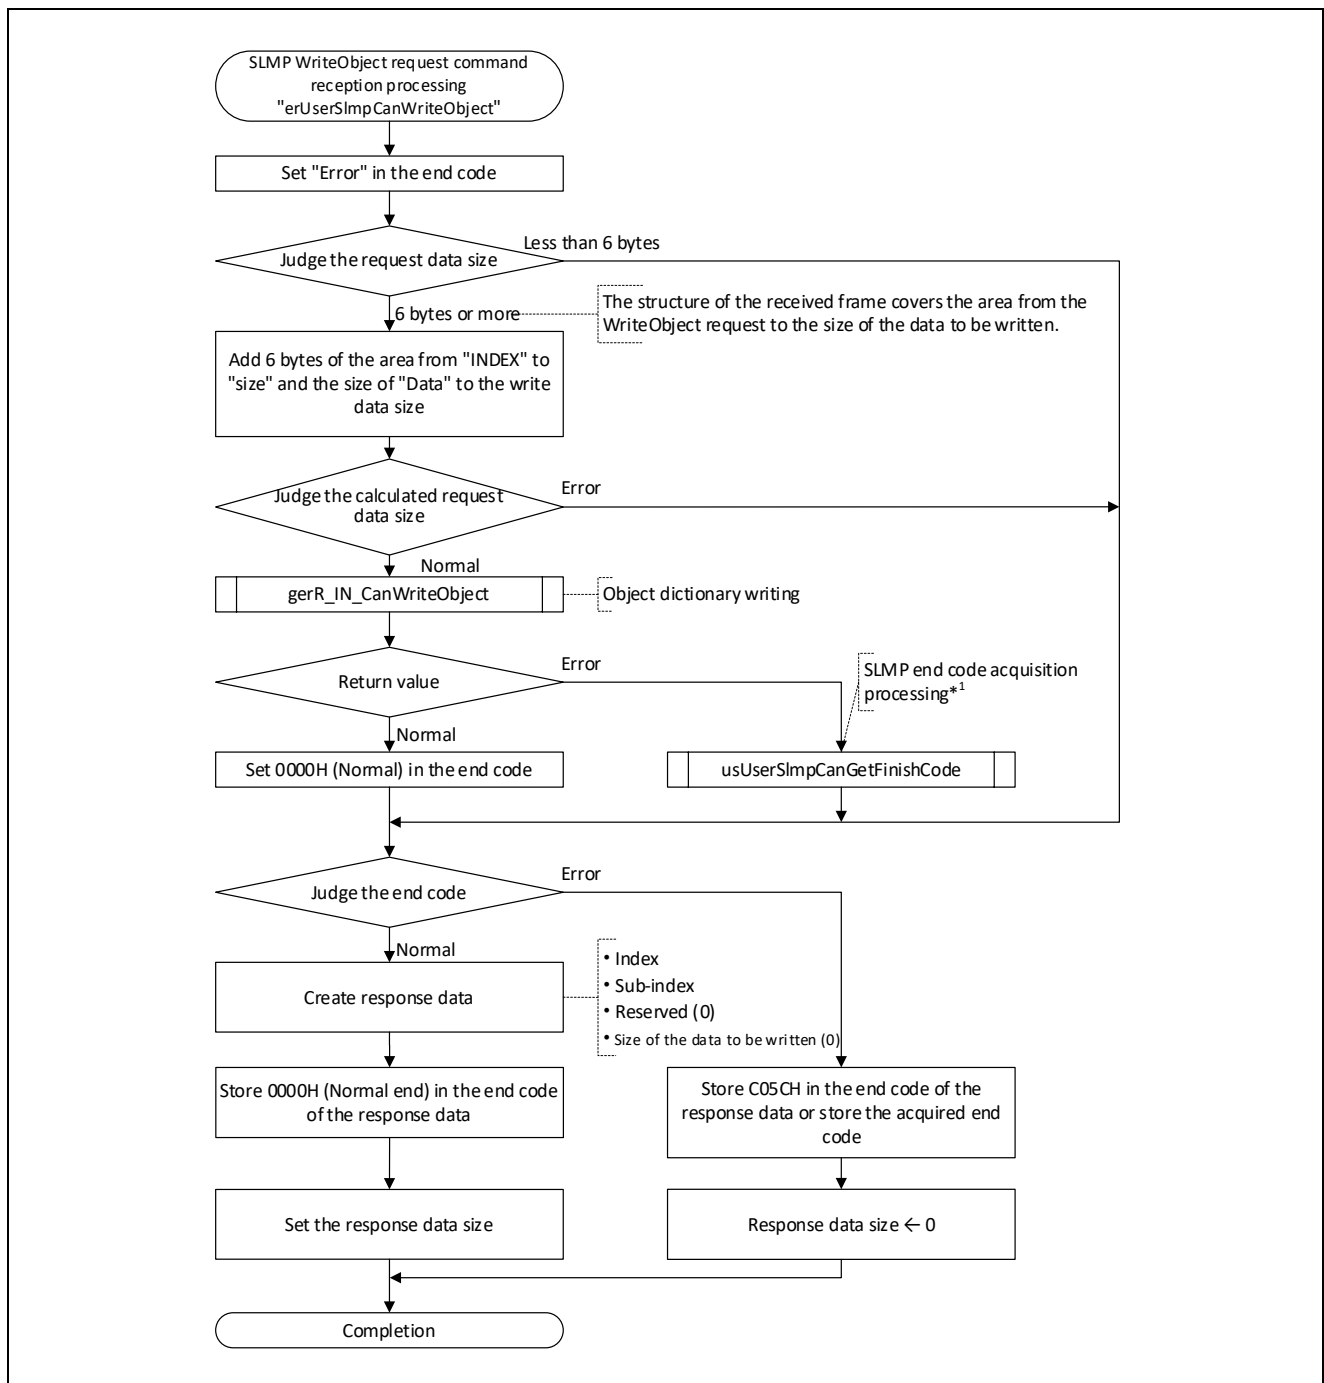 SLMP WriteObject request command
reception processing
"erUserSlmpCanWriteObject"
Set "Error" in the end code
Less than 6 bytes
Judge the request data size
6 bytes or more
The structure of the received frame covers the area from the
WriteObject request to the size of the data to be written.
Add 6 bytes of the area from "INDEX" to
"size" and the size of "Data" to the write
data size
Judge the calculated request
data size
Error
Normal
gerR_IN_CanWriteObject
Object dictionary writing
Return value
Error
SLMP end code acquisition
processing*1
Normal
Set 0000H (Normal) in the end code
usUserSlmpCanGetFinishCode
Judge the end code
Error
Normal
Create response data
• Index
• Sub-index
• Reserved (0)
• Size of the data to be written (0)
Store 0000H (Normal end) in the end code
of the response data
Store C05CH in the end code of the
response data or store the acquired end
code
Set the response data size
Response data size ← 0
Completion